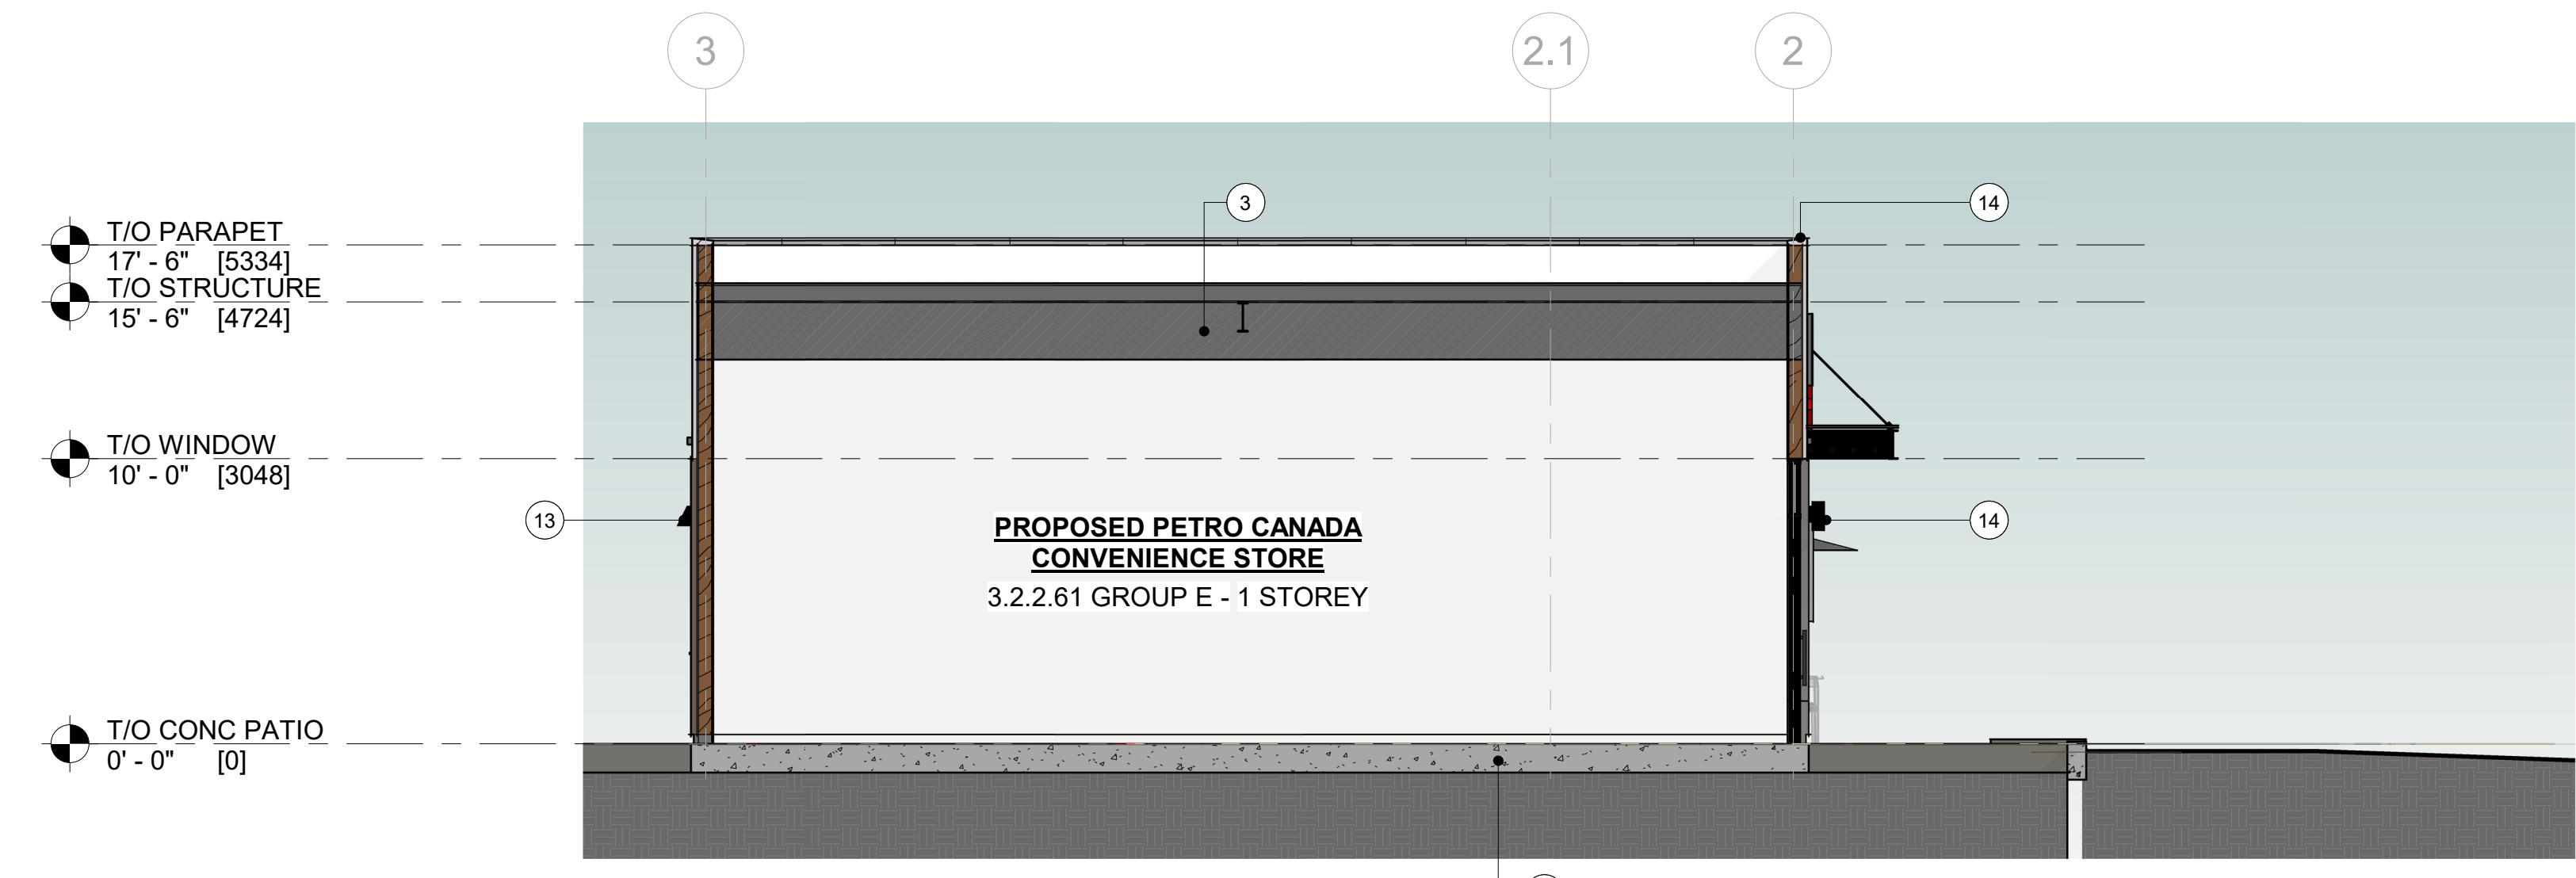 3
2.1
2
3
14
T/O PARAPET
17' - 6" [5334]
T/O STRUCTURE
15' - 6" [4724]
T/O WINDOW
10' - 0" [3048]
13
14
PROPOSED PETRO CANADA
CONVENIENCE STORE
3.2.2.61 GROUP E - 1 STOREY
T/O CONC PATIO
0' - 0" [0]